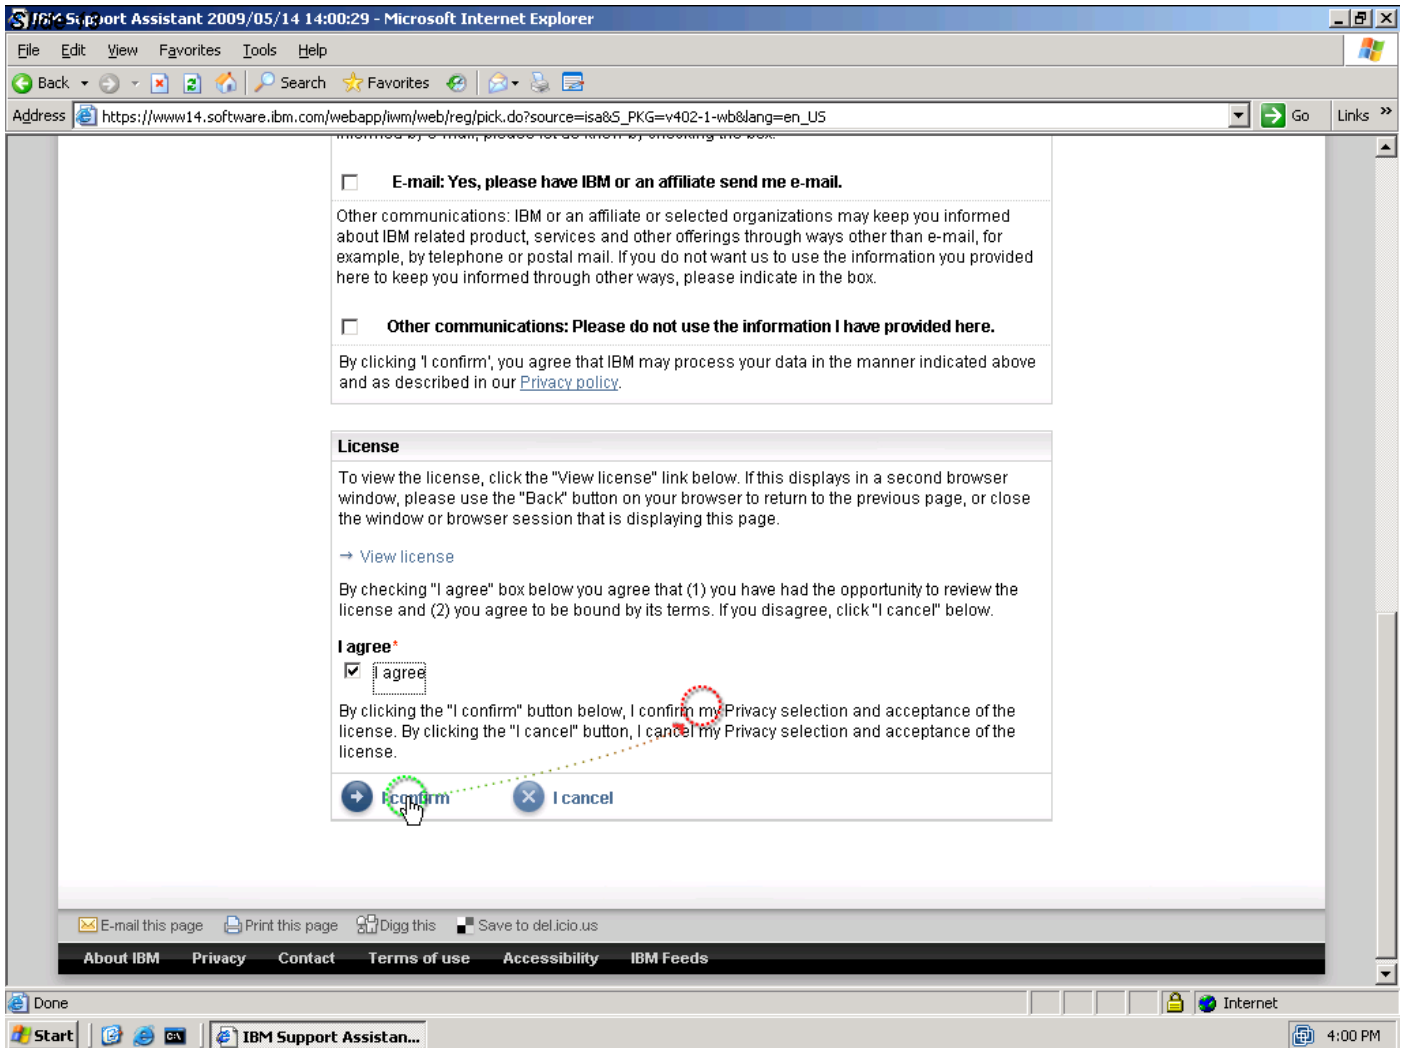 IBM Support Assistant 2009/05/14 14:00:29 - Microsoft Internet Explorer
File Edit View Favorites Tools Help
Back Search Favorites
Address https://www14.software.ibm.com/webapp/iwm/web/reg/pick.do?source=isa&S_PKG=v402-1-wb&lang=en_US Go Links »
informed by e-mail, please let us know by checking the box.
E-mail: Yes, please have IBM or an affiliate send me e-mail.
Other communications: IBM or an affiliate or selected organizations may keep you informed
about IBM related product, services and other offerings through ways other than e-mail, for
example, by telephone or postal mail. If you do not want us to use the information you provided
here to keep you informed through other ways, please indicate in the box.
Other communications: Please do not use the information I have provided here.
By clicking 'I confirm', you agree that IBM may process your data in the manner indicated above
and as described in our Privacy policy.
License
To view the license, click the "View license" link below. If this displays in a second browser
window, please use the "Back" button on your browser to return to the previous page, or close
the window or browser session that is displaying this page.
→ View license
By checking "I agree" box below you agree that (1) you have had the opportunity to review the
license and (2) you agree to be bound by its terms. If you disagree, click "I cancel" below.
I agree*
I agree
By clicking the "I confirm" button below, I confirm my Privacy selection and acceptance of the
license. By clicking the "I cancel" button, I cancel my Privacy selection and acceptance of the
license.
I confirm I cancel
E-mail this page Print this page Digg this Save to del.icio.us
About IBM Privacy Contact Terms of use Accessibility IBM Feeds
Done Internet
Start IBM Support Assistan... 4:00 PM